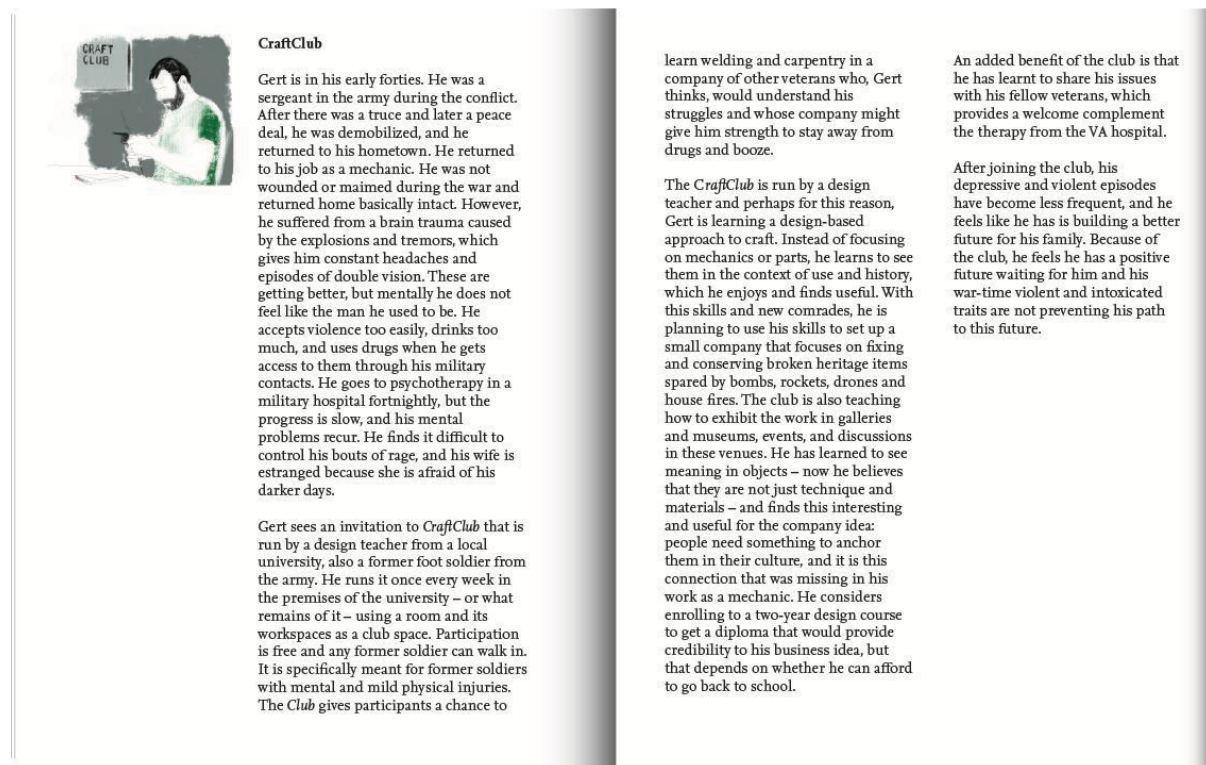 CRAFT
CLUB
CraftClub
Gert is in his early forties. He was a
sergeant in the army during the conflict.
After there was a truce and later a peace
deal, he was demobilized, and he
returned to his hometown. He returned
to his job as a mechanic. He was not
wounded or maimed during the war and
returned home basically intact. However,
he suffered from a brain trauma caused
by the explosions and tremors, which
gives him constant headaches and
episodes of double vision. These are
getting better, but mentally he does not
feel like the man he used to be. He
accepts violence too easily, drinks too
much, and uses drugs when he gets
access to them through his military
contacts. He goes to psychotherapy in a
military hospital fortnightly, but the
progress is slow, and his mental
problems recur. He finds it difficult to
control his bouts of rage, and his wife is
estranged because she is afraid of his
darker days.
Gert sees an invitation to CraftClub that is
run by a design teacher from a local
university, also a former foot soldier from
the army. He runs it once every week in
the premises of the university – or what
remains of it – using a room and its
workspaces as a club space. Participation
is free and any former soldier can walk in.
It is specifically meant for former soldiers
with mental and mild physical injuries.
The Club gives participants a chance to
learn welding and carpentry in a
company of other veterans who, Gert
thinks, would understand his
struggles and whose company might
give him strength to stay away from
drugs and booze.
The CraftClub is run by a design
teacher and perhaps for this reason,
Gert is learning a design-based
approach to craft. Instead of focusing
on mechanics or parts, he learns to see
them in the context of use and history,
which he enjoys and finds useful. With
this skills and new comrades, he is
planning to use his skills to set up a
small company that focuses on fixing
and conserving broken heritage items
spared by bombs, rockets, drones and
house fires. The club is also teaching
how to exhibit the work in galleries
and museums, events, and discussions
in these venues. He has learned to see
meaning in objects – now he believes
that they are not just technique and
materials – and finds this interesting
and useful for the company idea:
people need something to anchor
them in their culture, and it is this
connection that was missing in his
work as a mechanic. He considers
enrolling to a two-year design course
to get a diploma that would provide
credibility to his business idea, but
that depends on whether he can afford
to go back to school.
An added benefit of the club is that
he has learnt to share his issues
with his fellow veterans, which
provides a welcome complement
the therapy from the VA hospital.
After joining the club, his
depressive and violent episodes
have become less frequent, and he
feels like he has is building a better
future for his family. Because of
the club, he feels he has a positive
future waiting for him and his
war-time violent and intoxicated
traits are not preventing his path
to this future.